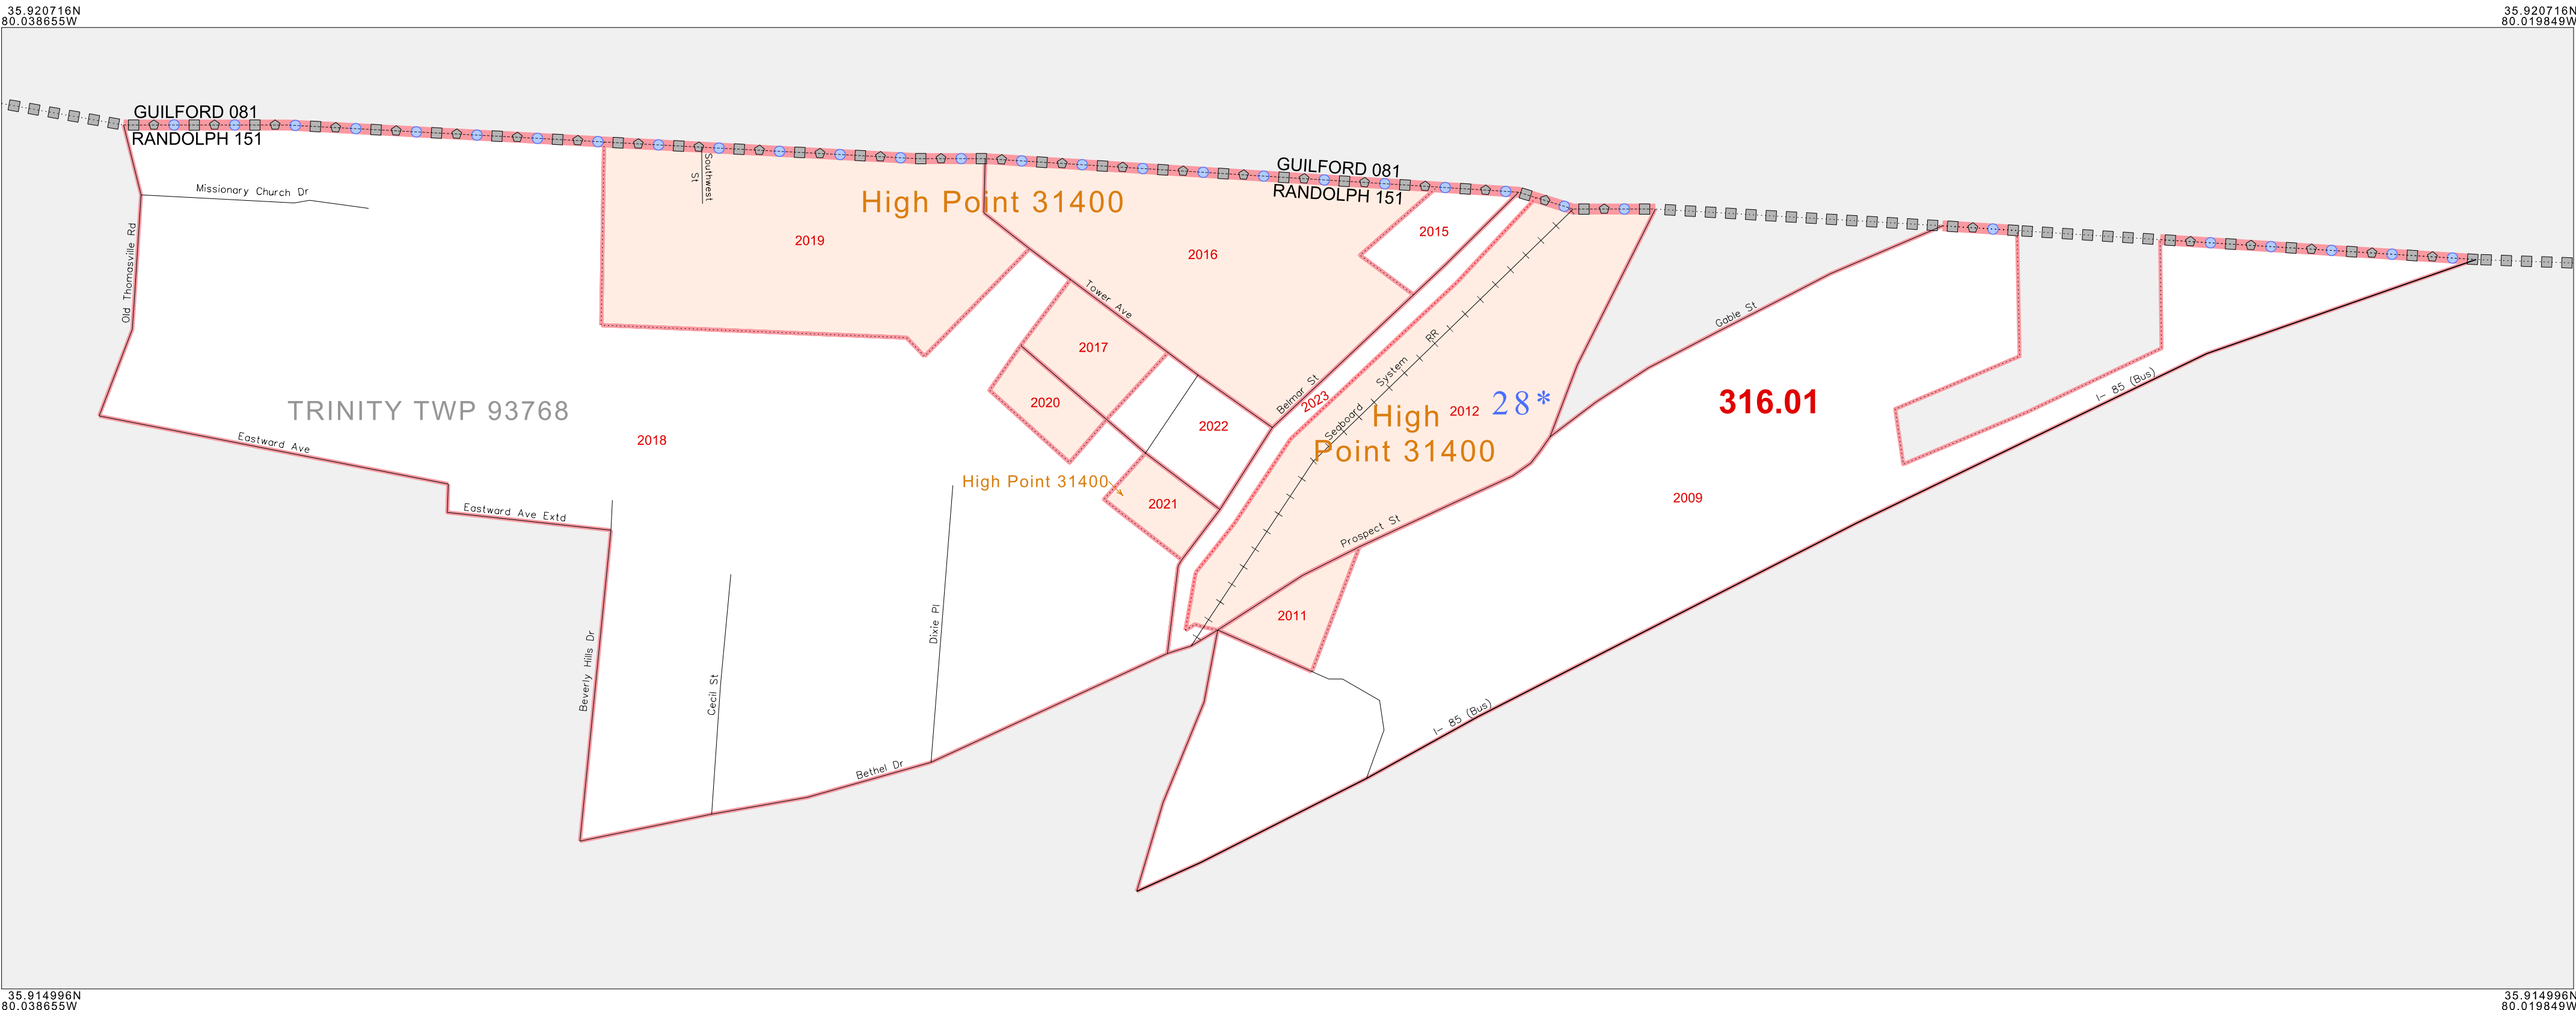 35.920716N
80.038655W
35.920716N
80.019849W
GUILFORD 081
RANDOLPH 151
GUILFORD 081
RANDOLPH 151
Missionary Church Dr
Southwest
St
High Point 31400
2019
2016
2015
Old Thomasville Rd
Tower Ave
2017
2020
2022
Belmar St
2023
Seaboard System RR
High
Point 31400
2012
28*
316.01
Gable St
I- 85 (Bus)
TRINITY TWP 93768
2018
Eastward Ave
Eastward Ave Extd
High Point 31400
2021
Prospect St
2009
2011
Beverly Hills Dr
Cecil St
Dixie Pl
Bethel Dr
I- 85 (Bus)
35.914996N
80.038655W
35.914996N
80.019849W